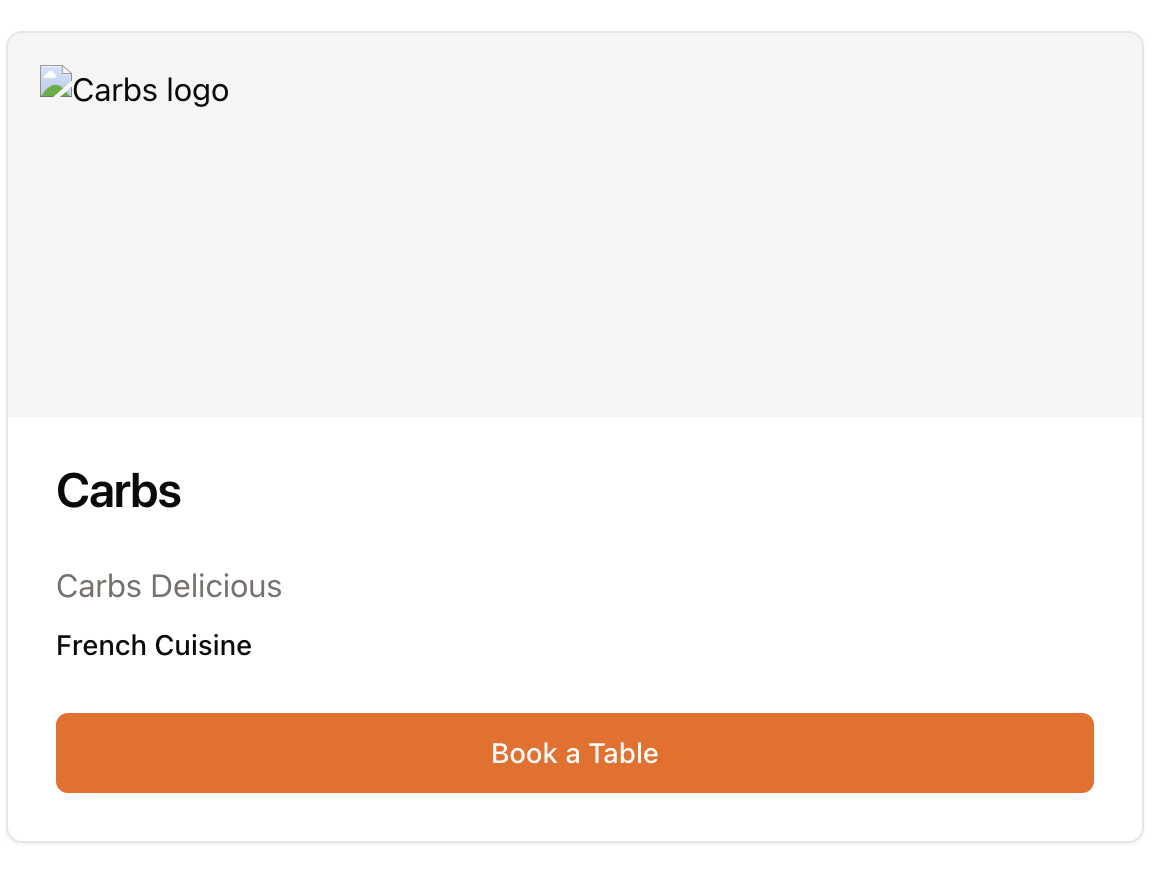 Carbs logo
Carbs
Carbs Delicious
French Cuisine
Book a Table